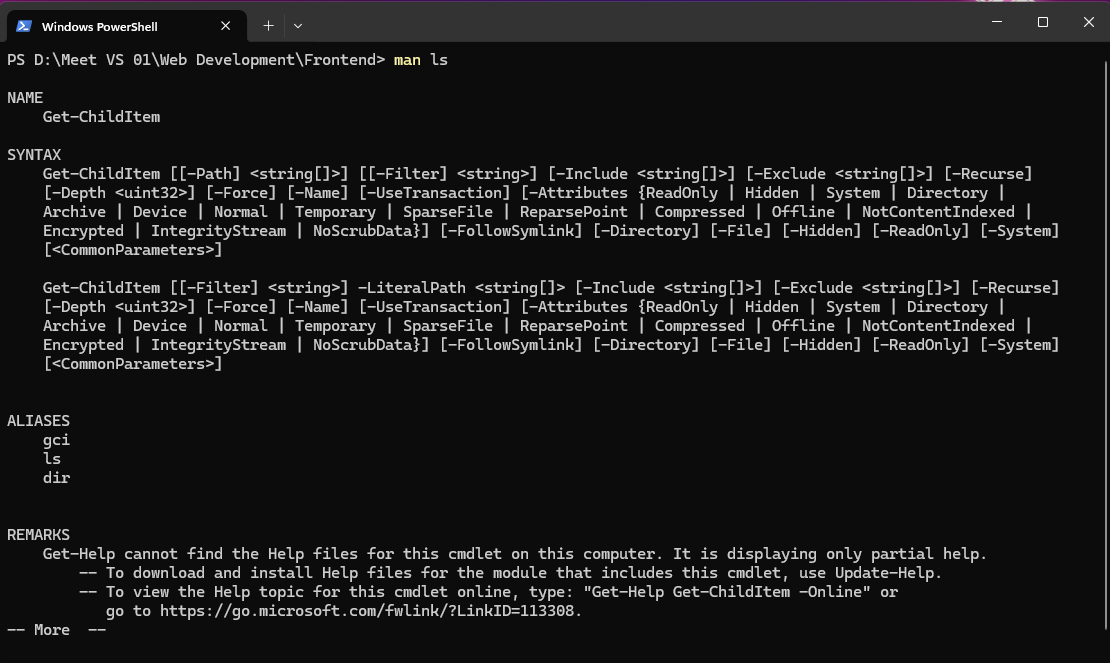 Windows PowerShell
PS D:\Meet VS 01\Web Development\Frontend> man ls
NAME
    Get-ChildItem
SYNTAX
    Get-ChildItem [[-Path] <string[]>] [[-Filter] <string>] [-Include <string[]>] [-Exclude <string[]>] [-Recurse]
    [-Depth <uint32>] [-Force] [-Name] [-UseTransaction] [-Attributes {ReadOnly | Hidden | System | Directory |
    Archive | Device | Normal | Temporary | SparseFile | ReparsePoint | Compressed | Offline | NotContentIndexed |
    Encrypted | IntegrityStream | NoScrubData}] [-FollowSymlink] [-Directory] [-File] [-Hidden] [-ReadOnly] [-System]
    [<CommonParameters>]
    Get-ChildItem [[-Filter] <string>] -LiteralPath <string[]> [-Include <string[]>] [-Exclude <string[]>] [-Recurse]
    [-Depth <uint32>] [-Force] [-Name] [-UseTransaction] [-Attributes {ReadOnly | Hidden | System | Directory |
    Archive | Device | Normal | Temporary | SparseFile | ReparsePoint | Compressed | Offline | NotContentIndexed |
    Encrypted | IntegrityStream | NoScrubData}] [-FollowSymlink] [-Directory] [-File] [-Hidden] [-ReadOnly] [-System]
    [<CommonParameters>]
ALIASES
    gci
    ls
    dir
REMARKS
    Get-Help cannot find the Help files for this cmdlet on this computer. It is displaying only partial help.
        -- To download and install Help files for the module that includes this cmdlet, use Update-Help.
        -- To view the Help topic for this cmdlet online, type: "Get-Help Get-ChildItem -Online" or
           go to https://go.microsoft.com/fwlink/?LinkID=113308.
-- More  --